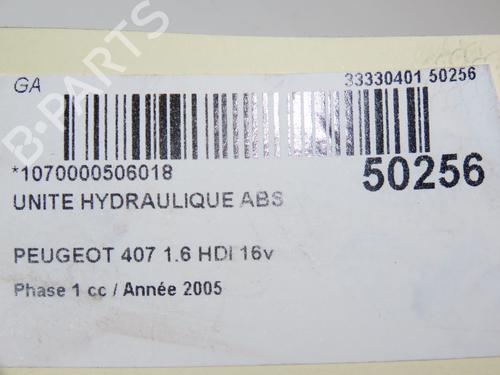 GA 33330401 50256
*1070000506018 50256
UNITE HYDRAULIQUE ABS
PEUGEOT 407 1.6 HDI 16v
Phase 1 cc / Année 2005
B-PARTS